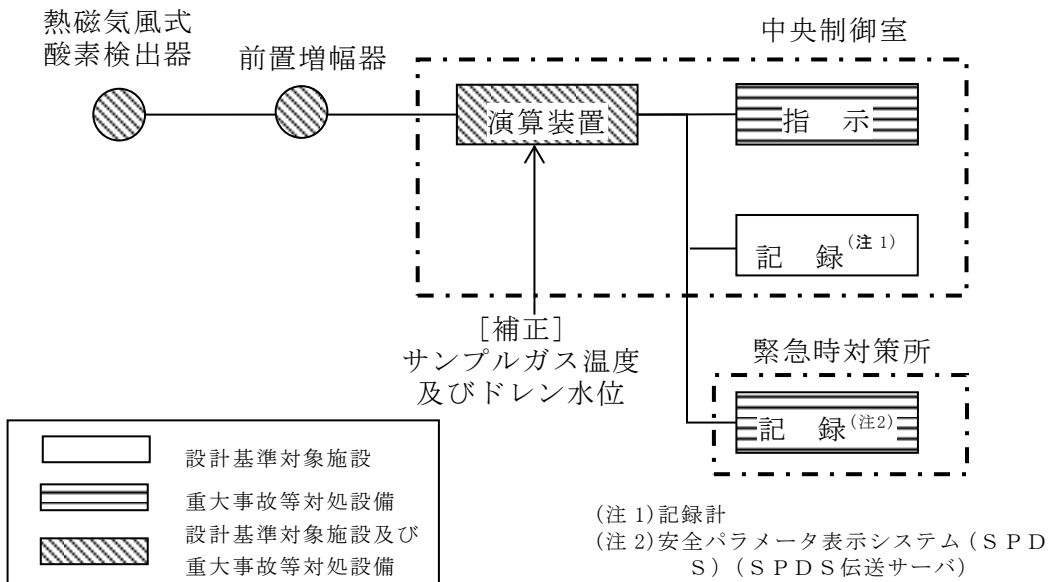 熱磁気風式
酸素検出器
前置増幅器
中央制御室
演算装置
指　示
記　録(注 1)
[補正]
サンプルガス温度
及びドレン水位
緊急時対策所
記　録(注2)
設計基準対象施設
重大事故等対処設備
設計基準対象施設及び
重大事故等対処設備
(注 1)記録計
(注 2)安全パラメータ表示システム（ＳＰＤ
Ｓ）（ＳＰＤＳ伝送サーバ）